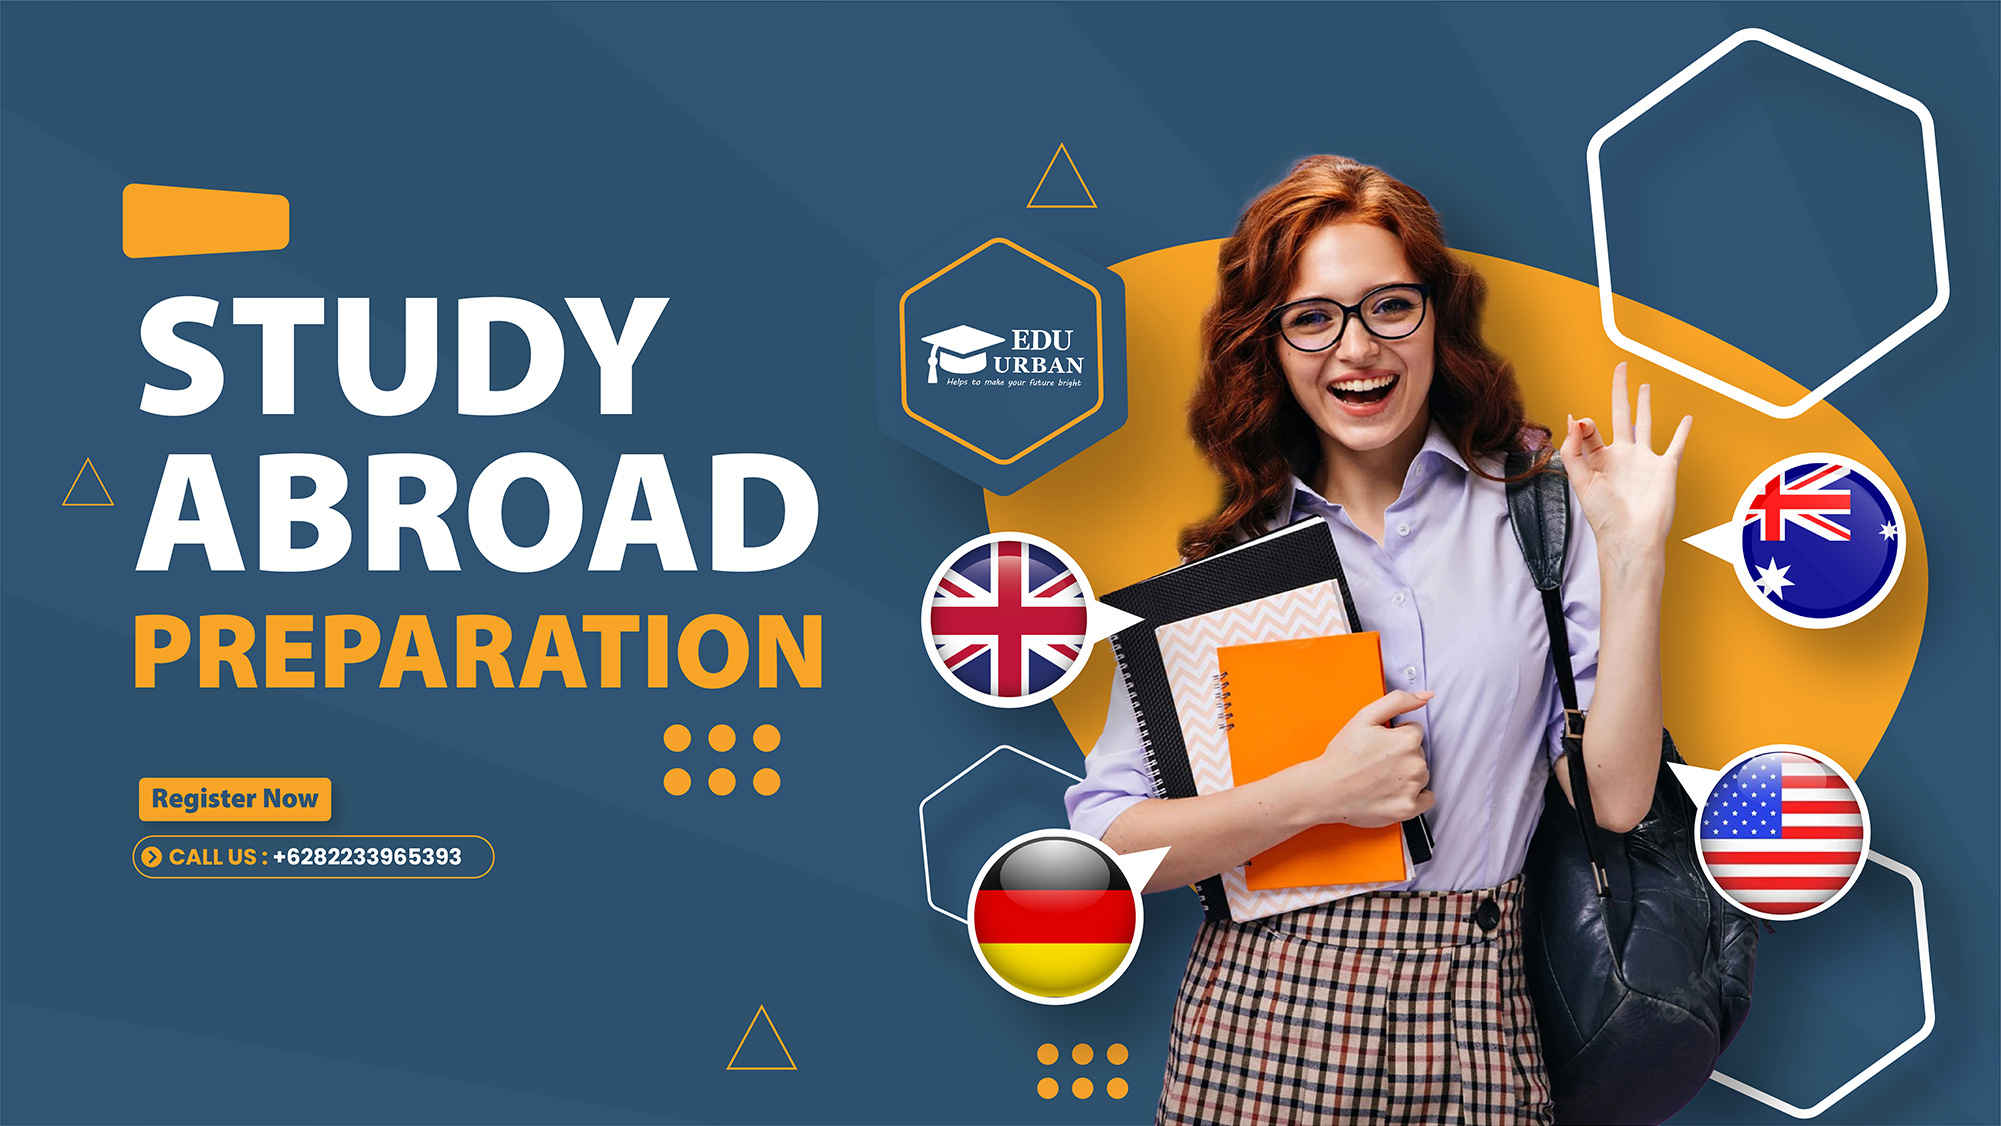 STUDY
ABROAD
PREPARATION
Register Now
CALL US : +6282233965393
EDU
URBAN
Helps to make your future bright